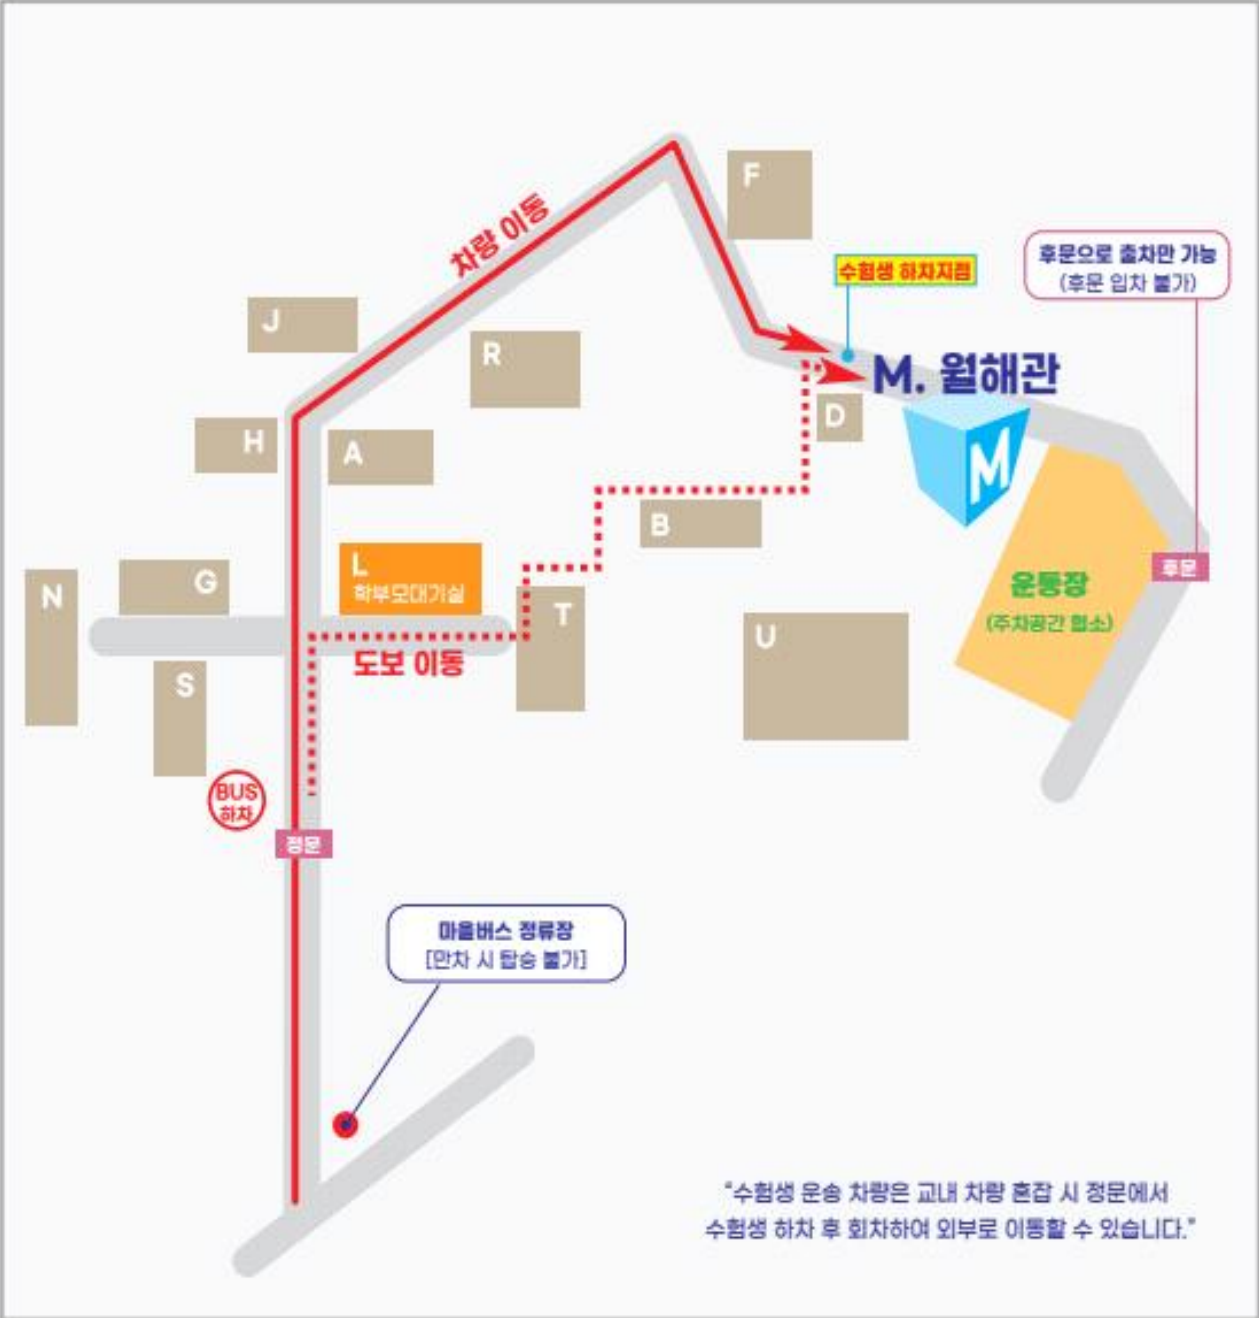 F
차량 이동
수험생 하차지점
후문으로 출차만 가능
(후문 입차 불가)
J
R
M. 월해관
D
H
A
M
B
L
학부모대기실
N
G
T
후문
운동장
(주차공간 협소)
U
도보 이동
S
BUS
하차
정문
마을버스 정류장
[만차 시 탑승 불가]
“수험생 운송 차량은 교내 차량 혼잡 시 정문에서
수험생 하차 후 회차하여 외부로 이동할 수 있습니다.”